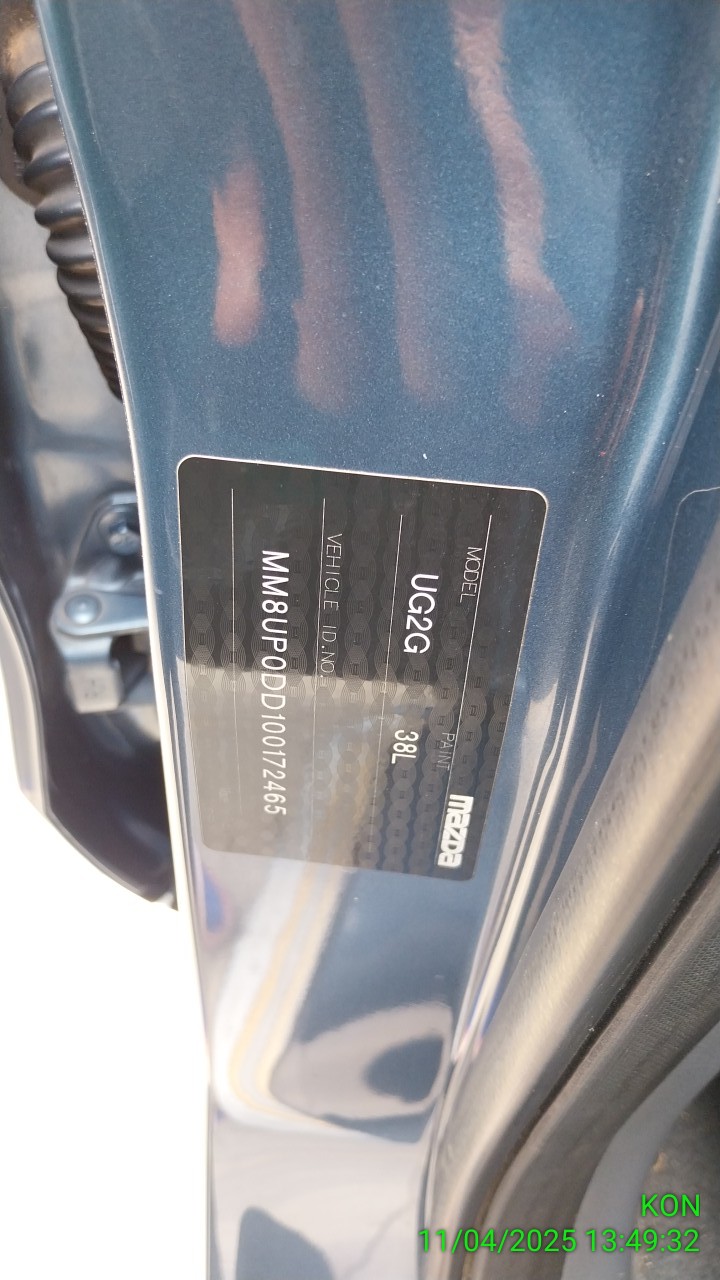 MODEL PAINT mazda
UG2G 38L
VEHICLE ID.NO.
MM8UP0DD100172465
KON
11/04/2025 13:49:32